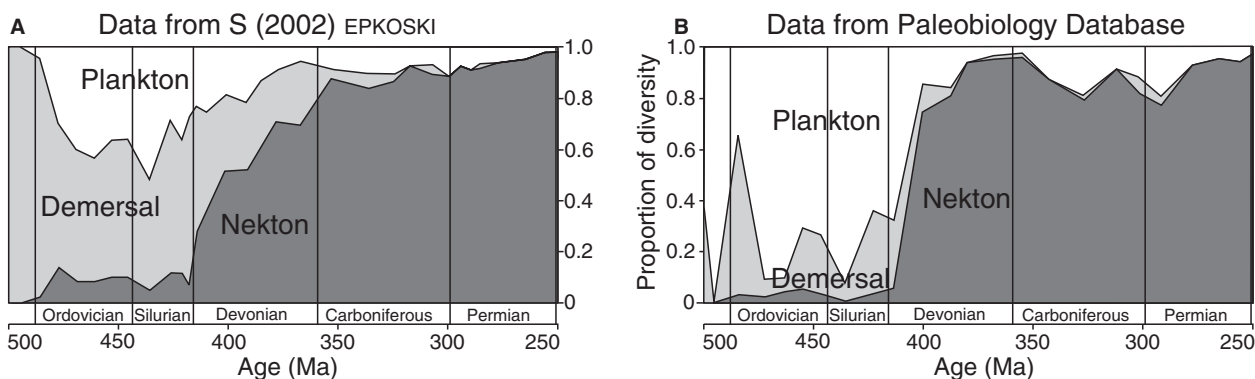 A Data from S (2002) EPKOSKI
Plankton
Demersal
Nekton
1.0
0.8
0.6
0.4
0.2
0
Ordovician Silurian Devonian Carboniferous Permian
500 450 400 350 300 250
Age (Ma)
B Data from Paleobiology Database
Proportion of diversity
1.0
0.8
0.6
0.4
0.2
0
Plankton
Nekton
Demersal
Ordovician Silurian Devonian Carboniferous Permian
500 450 400 350 300 250
Age (Ma)